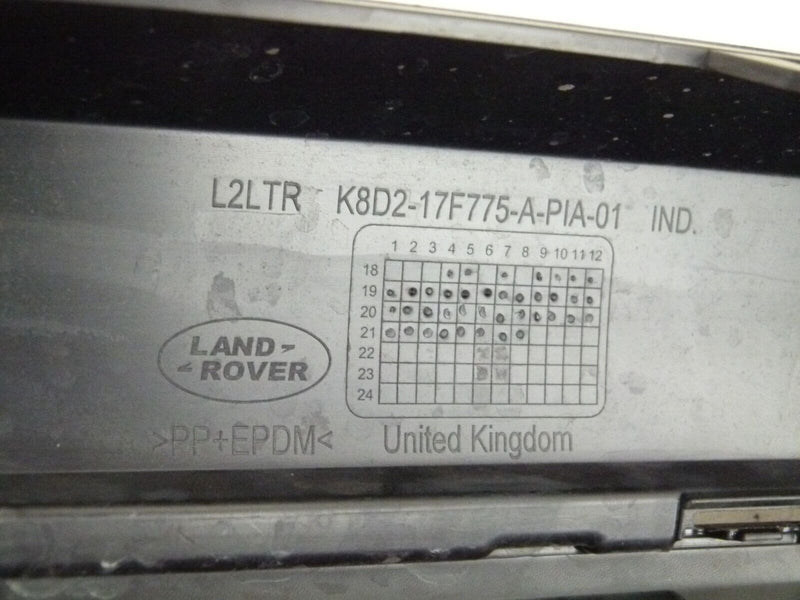 L2LTR K8D2-17F775-A-PIA-01 IND.
1 2 3 4 5 6 7 8 9 10 11 12
18
19
20
21
22
23
24
LAND-
-ROVER
>PP+EPDM<
United Kingdom